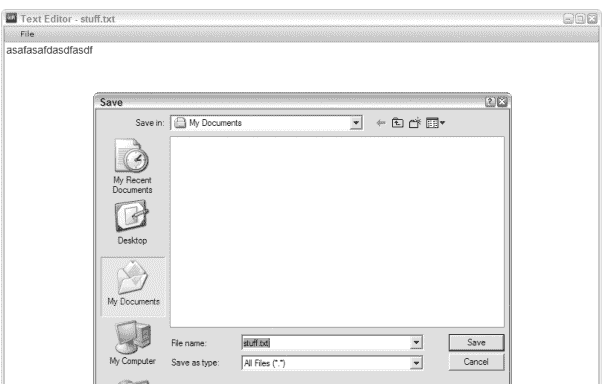 Text Editor - stuff.txt
File
asafasafdasdfasdf
Save
Save in: My Documents
My Recent
Documents
Desktop
My Documents
My Computer
File name: stuff.txt Save
Save as type: All Files (*.*) Cancel